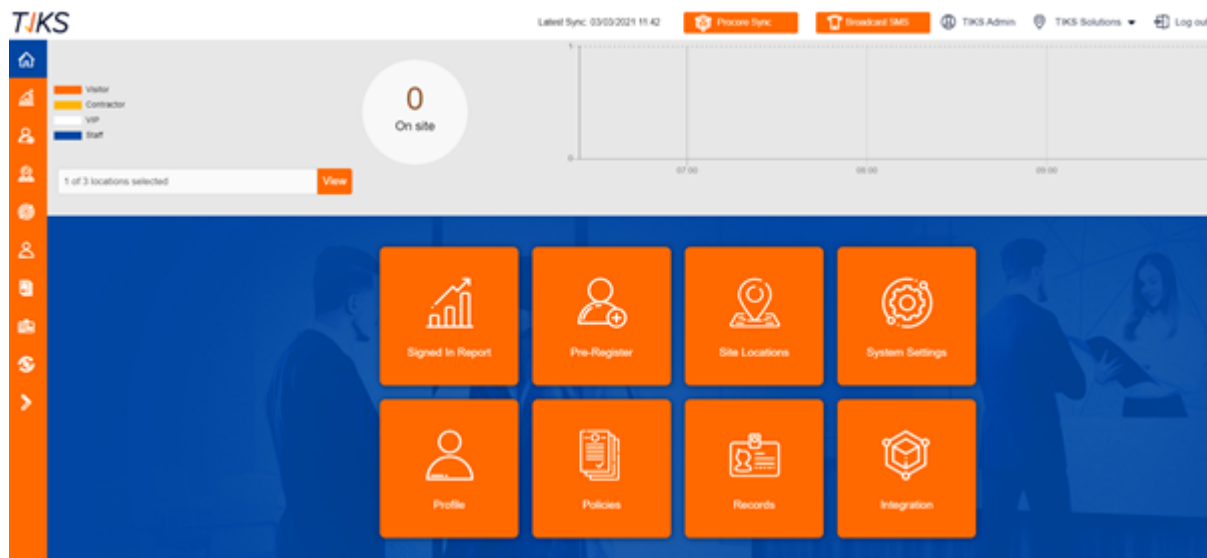 TIKS
Latest Sync: 03/03/2021 11:42
Procore Sync
Broadcast SMS
TIKS Admin
TIKS Solutions
Log out
Visitor
Contractor
VIP
Staff
0
On site
1 of 3 locations selected
View
1
0
07:00
08:00
09:00
Signed In Report
Pre-Register
Site Locations
System Settings
Profile
Policies
Records
Integration